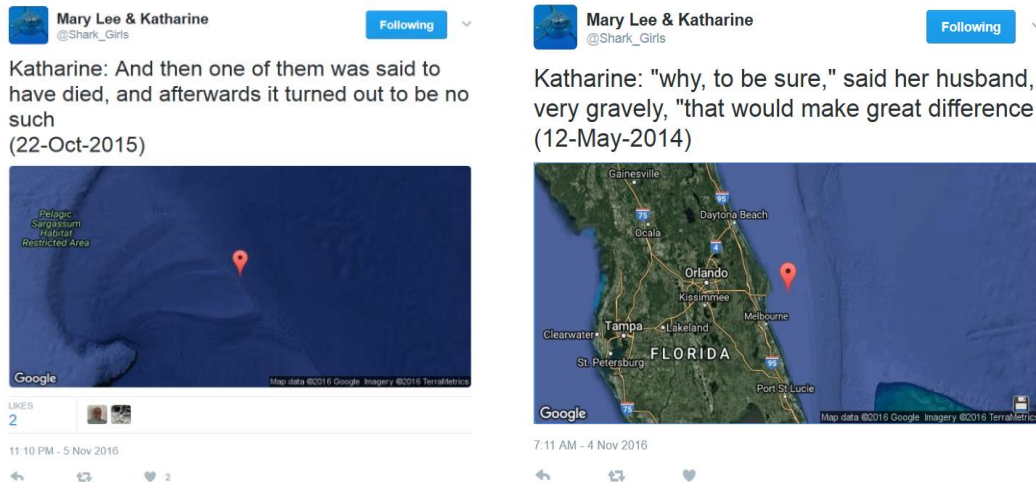 Mary Lee & Katharine
@Shark_Girls
Following
Katharine: And then one of them was said to
have died, and afterwards it turned out to be no
such
(22-Oct-2015)
Pelagic
Sargassum
Habitat
Restricted Area
Google
Map data ©2016 Google Imagery ©2016 TerraMetrics
LIKES
2
11:10 PM - 5 Nov 2016
2
Mary Lee & Katharine
@Shark_Girls
Following
Katharine: "why, to be sure," said her husband,
very gravely, "that would make great difference
(12-May-2014)
Gainesville
95
75
Daytona Beach
Ocala
4
Orlando
Kissimmee
Melbourne
Tampa
Lakeland
Clearwater
St. Petersburg
FLORIDA
95
Port St Lucie
75
Google
Map data ©2016 Google Imagery ©2016 TerraMetrics
7:11 AM - 4 Nov 2016